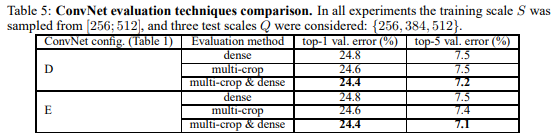 Table 5: ConvNet evaluation techniques comparison. In all experiments the training scale S was
sampled from [256; 512], and three test scales Q were considered: {256, 384, 512}.
ConvNet config. (Table 1) Evaluation method top-1 val. error (%) top-5 val. error (%)
dense 24.8 7.5
D multi-crop 24.6 7.5
multi-crop & dense 24.4 7.2
dense 24.8 7.5
E multi-crop 24.6 7.4
multi-crop & dense 24.4 7.1